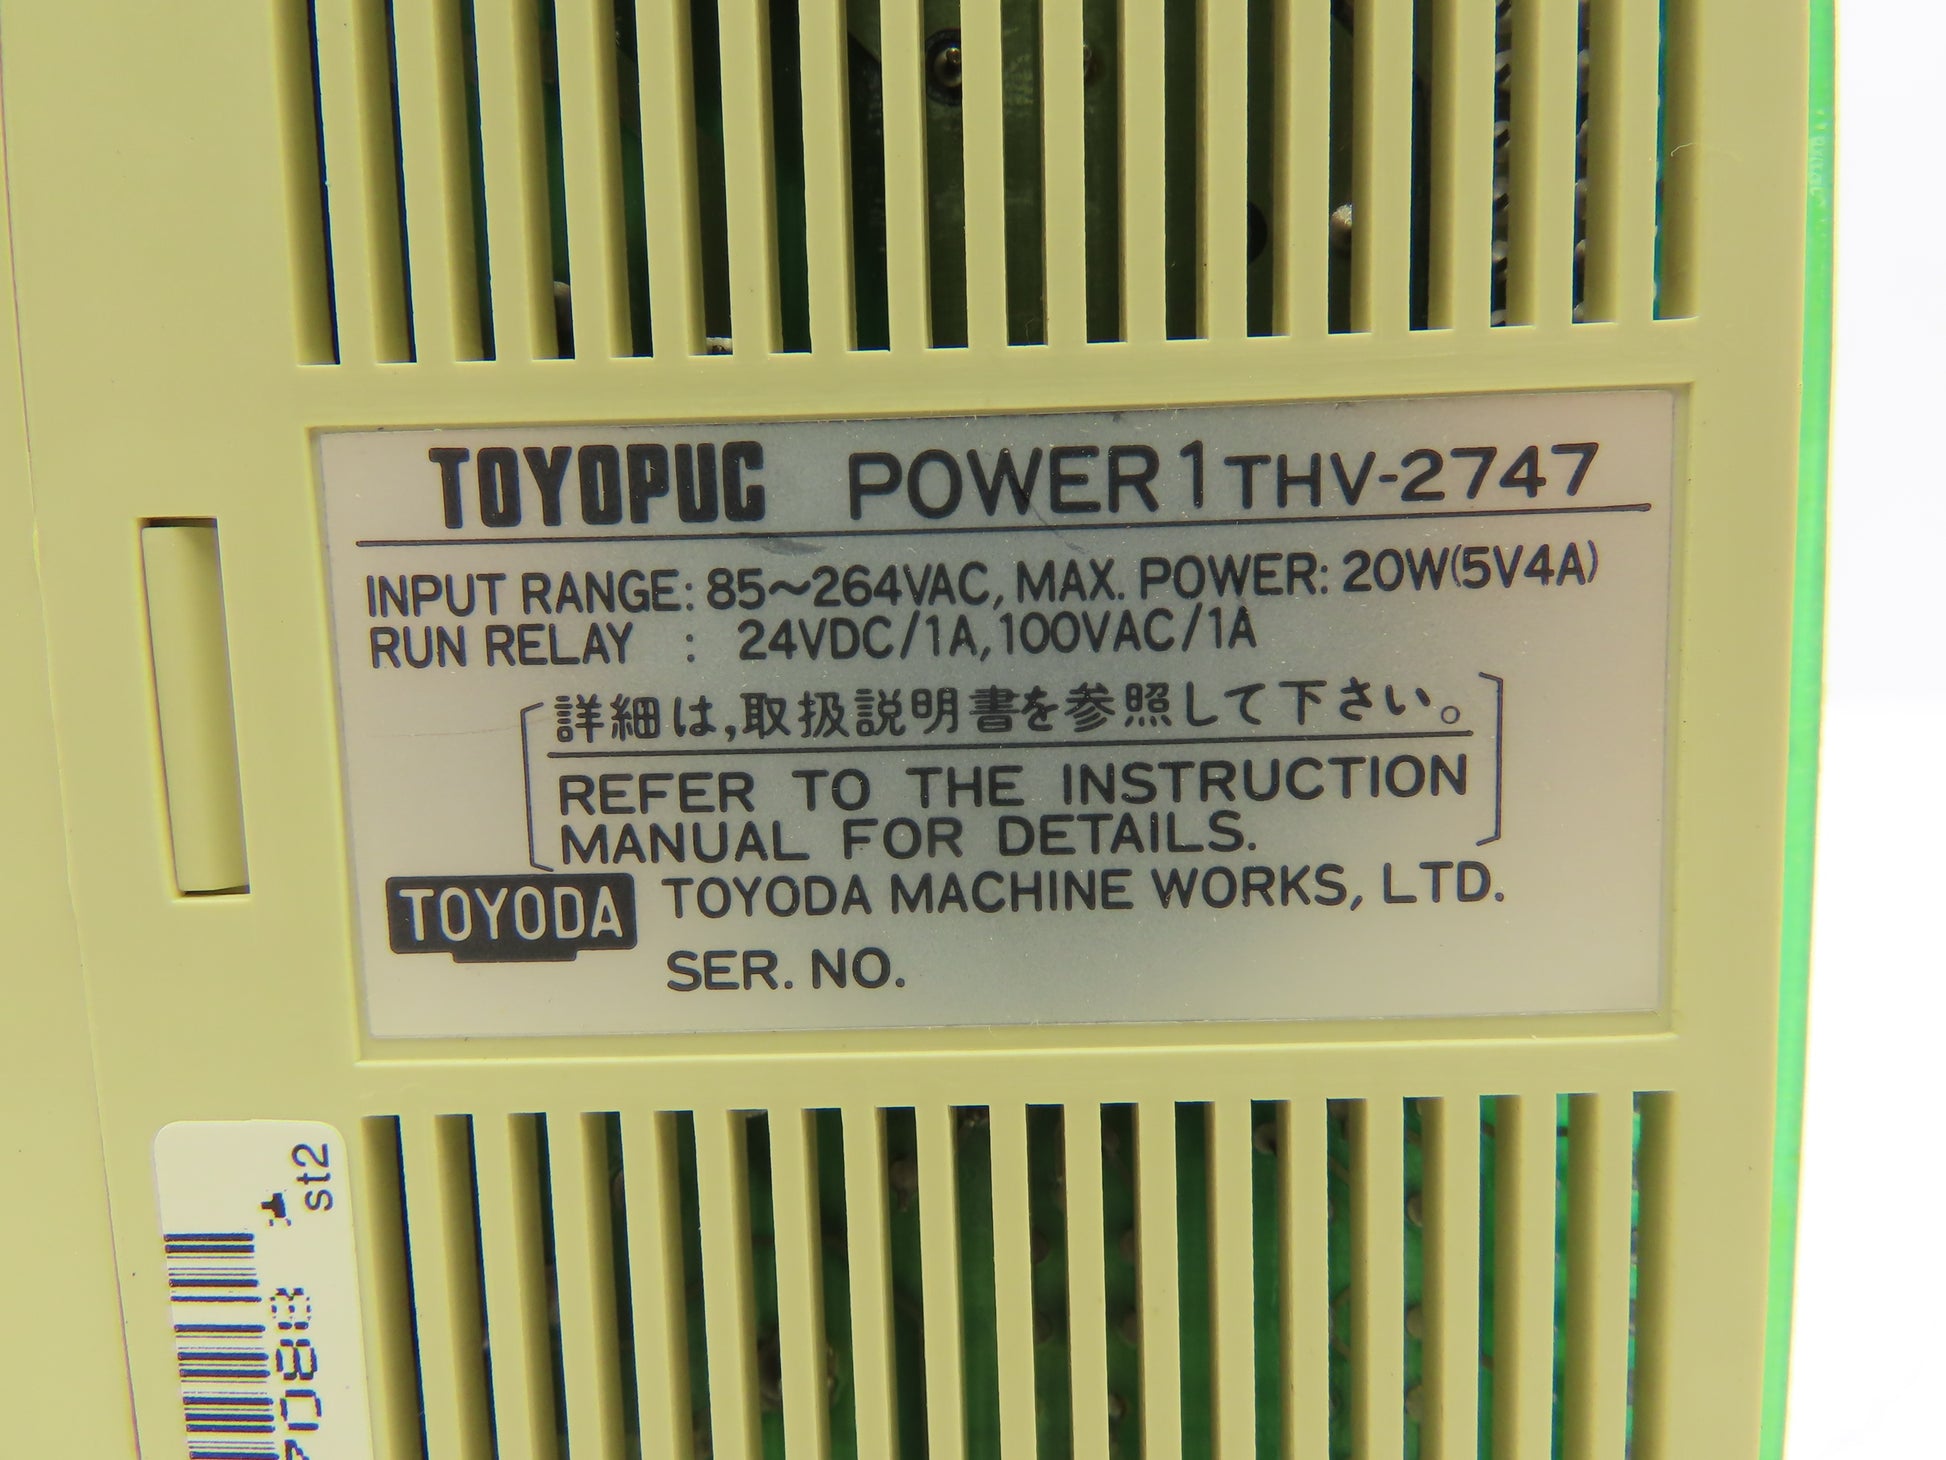 TOYOPUC POWER 1 THV-2747
INPUT RANGE: 85~264VAC, MAX. POWER: 20W(5V4A)
RUN RELAY : 24VDC/1A, 100VAC/1A
詳細は,取扱説明書を参照して下さい。
REFER TO THE INSTRUCTION
MANUAL FOR DETAILS.
TOYODA TOYODA MACHINE WORKS, LTD.
SER. NO.
st2